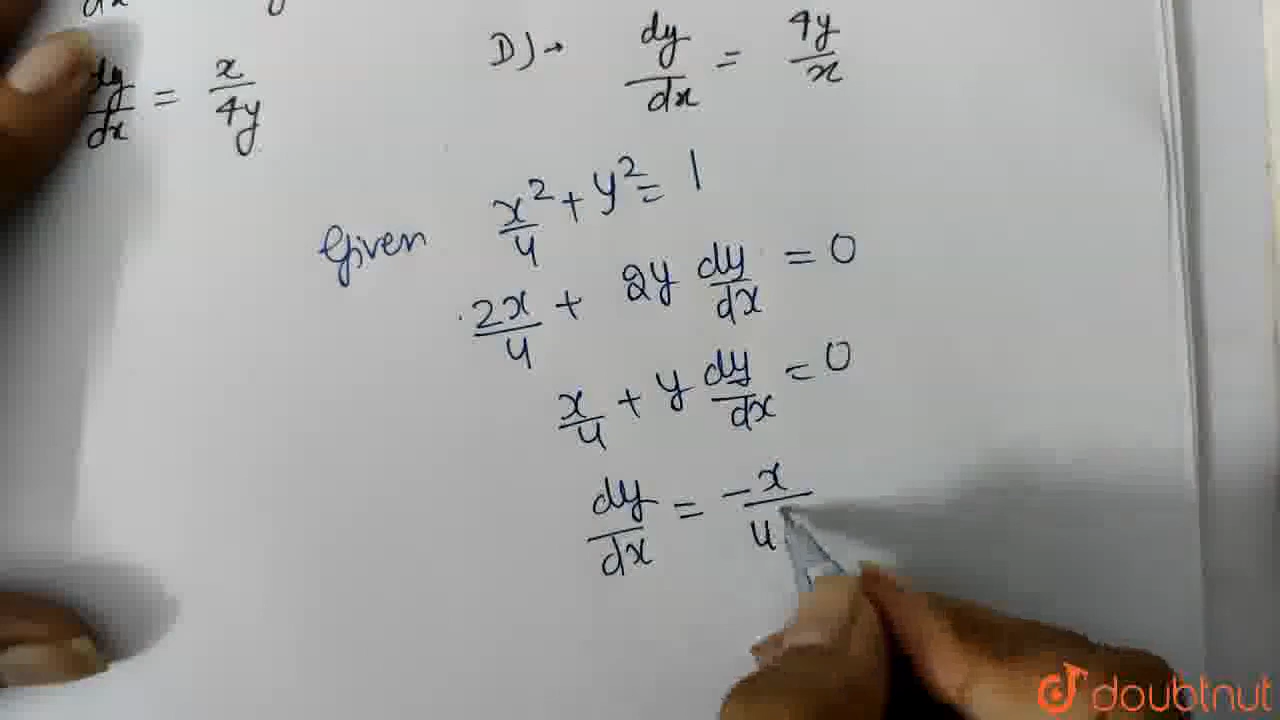 dx
dy/dx = x/4y
D)→ dy/dx = 4y/x
Given x²/4 + y² = 1
2x/4 + 2y dy/dx = 0
x/4 + y dy/dx = 0
dy/dx = -x/4
doubtnut